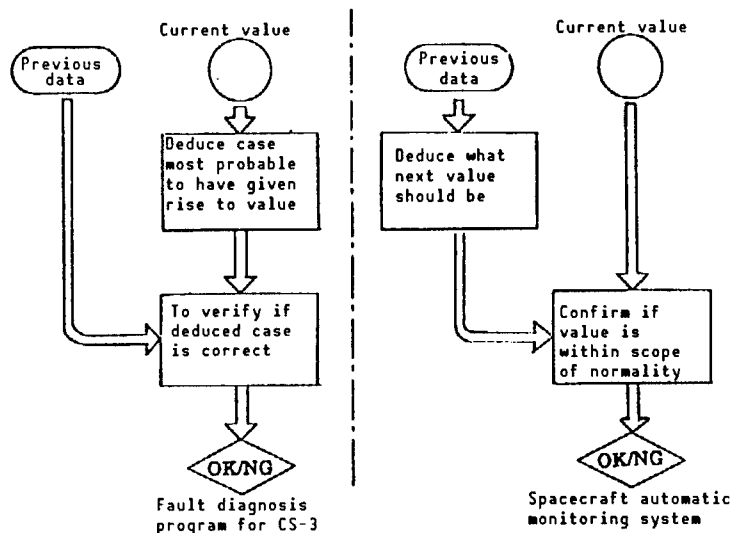 Current value
Previous
data
Deduce case
most probable
to have given
rise to value
To verify if
deduced case
is correct
OK/NG
Fault diagnosis
program for CS-3
Current value
Previous
data
Deduce what
next value
should be
Confirm if
value is
within scope
of normality
OK/NG
Spacecraft automatic
monitoring system